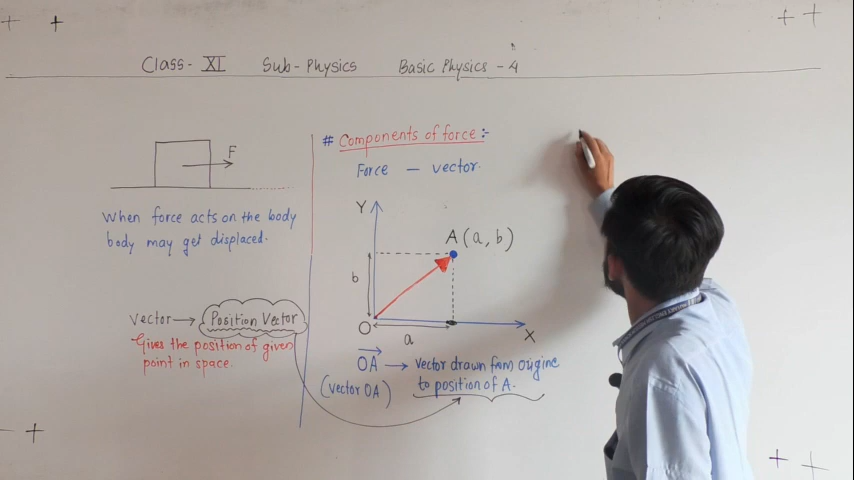 Class- XI Sub-Physics Basic Physics - 4
F
When force acts on the body
body may get displaced.
Vector → Position Vector
Gives the position of given
point in space.
# Components of force:-
Force — vector.
Y
A (a, b)
b
O
a
X
OA → Vector drawn from origine
(Vector OA) to position of A.